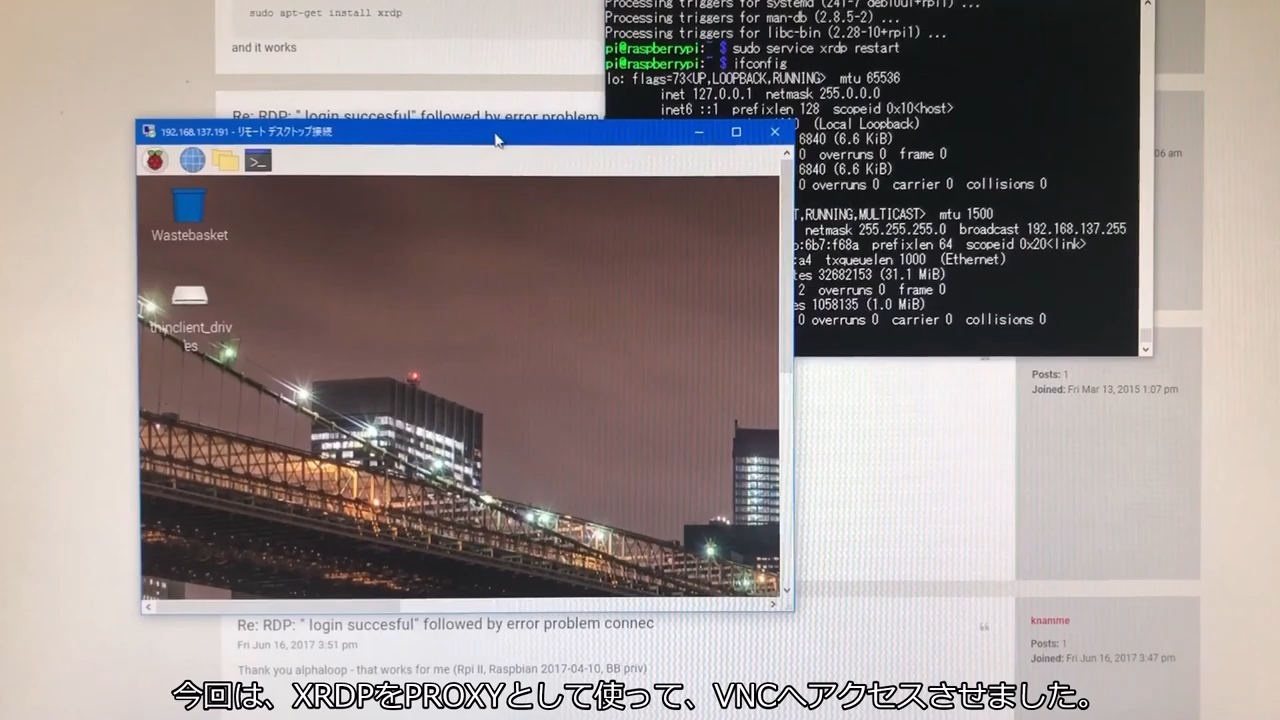 sudo apt-get install xrdp
and it works
Re: RDP: " login succesful" followed by error problem
Processing triggers for systemd (241-7~deb10u1+rpi1) ...
Processing triggers for man-db (2.8.5-2) ...
Processing triggers for libc-bin (2.28-10+rpi1) ...
pi@raspberrypi:~ $ sudo service xrdp restart
pi@raspberrypi:~ $ ifconfig
lo: flags=73<UP,LOOPBACK,RUNNING> mtu 65536
inet 127.0.0.1 netmask 255.0.0.0
inet6 ::1 prefixlen 128 scopeid 0x10<host>
(Local Loopback)
6840 (6.6 KiB)
0 overruns 0 frame 0
6840 (6.6 KiB)
0 overruns 0 carrier 0 collisions 0
T,RUNNING,MULTICAST> mtu 1500
netmask 255.255.255.0 broadcast 192.168.137.255
:6b7:f68a prefixlen 64 scopeid 0x20<link>
:a4 txqueuelen 1000 (Ethernet)
tes 32682153 (31.1 MiB)
2 overruns 0 frame 0
es 1058135 (1.0 MiB)
0 overruns 0 carrier 0 collisions 0
06 am
192.168.137.191 - リモート デスクトップ接続
>_
Wastebasket
thinclient_driv
es
Posts: 1
Joined: Fri Mar 13, 2015 1:07 pm
Re: RDP: " login succesful" followed by error problem connec
Fri Jun 16, 2017 3:51 pm
Thank you alphaloop - that works for me (Rpi II, Raspbian 2017-04-10, BB priv)
knamme
Posts: 1
Joined: Fri Jun 16, 2017 3:47 pm
今回は、XRDPをPROXYとして使って、VNCへアクセスさせました。